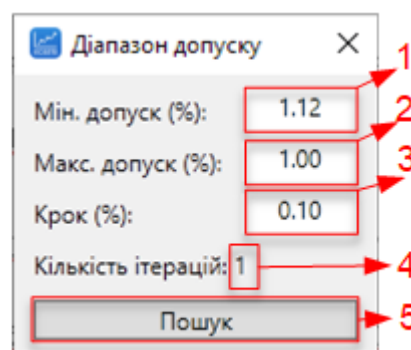 Діапазон допуску
1
Мін. допуск (%): 1.12
2
Макс. допуск (%): 1.00
3
Крок (%): 0.10
Кількість ітерацій: 1
4
Пошук
5